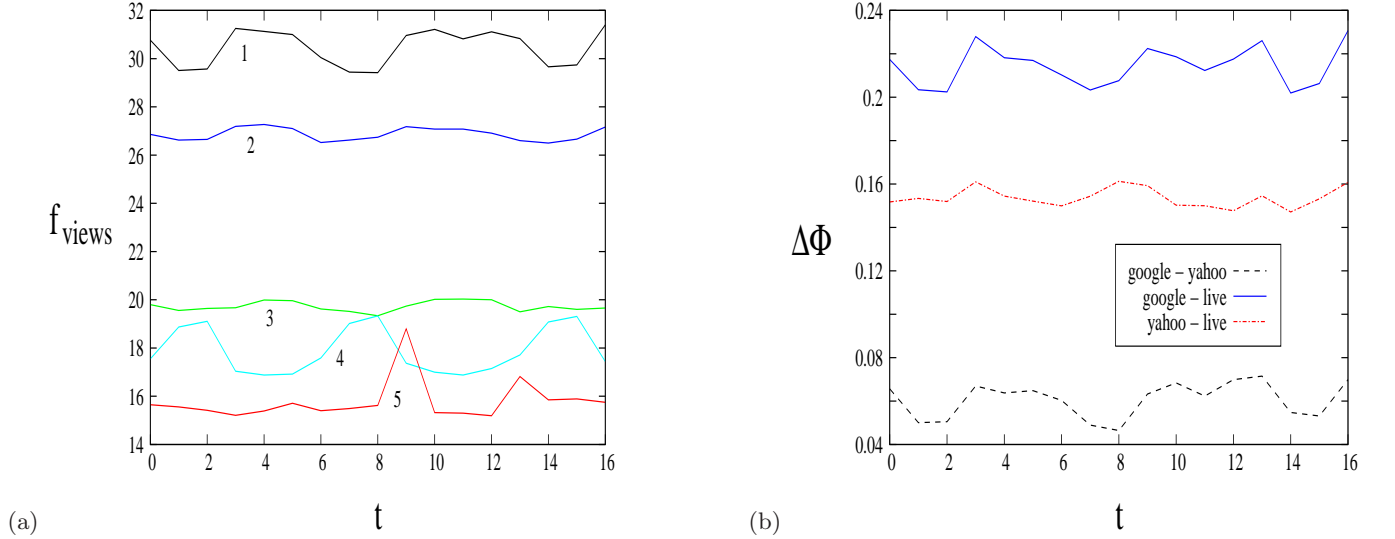 32
30
28
26
24
22
20
18
16
14
f views
1
2
3
4
5
0 2 4 6 8 10 12 14 16
t
(a)
0.24
0.2
0.16
0.12
0.08
0.04
ΔΦ
google – yahoo
google – live
yahoo – live
0 2 4 6 8 10 12 14 16
t
(b)